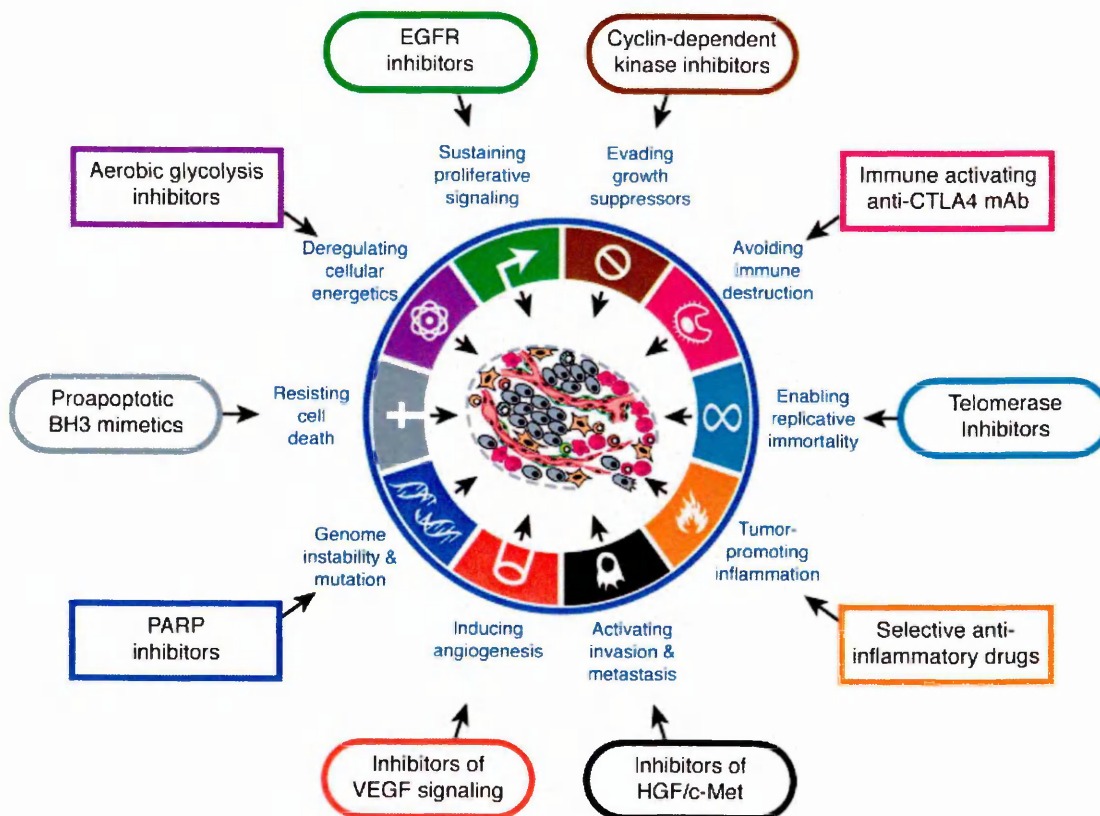 EGFR
inhibitors
Cyclin-dependent
kinase inhibitors
Sustaining
proliferative
signaling
Evading
growth
suppressors
Aerobic glycolysis
inhibitors
Immune activating
anti-CTLA4 mAb
Deregulating
cellular
energetics
Avoiding
immune
destruction
Proapoptotic
BH3 mimetics
Resisting
cell
death
Enabling
replicative
immortality
Telomerase
Inhibitors
Genome
instability &
mutation
Tumor-
promoting
inflammation
PARP
inhibitors
Inducing
angiogenesis
Activating
invasion &
metastasis
Selective anti-
inflammatory drugs
Inhibitors of
VEGF signaling
Inhibitors of
HGF/c-Met